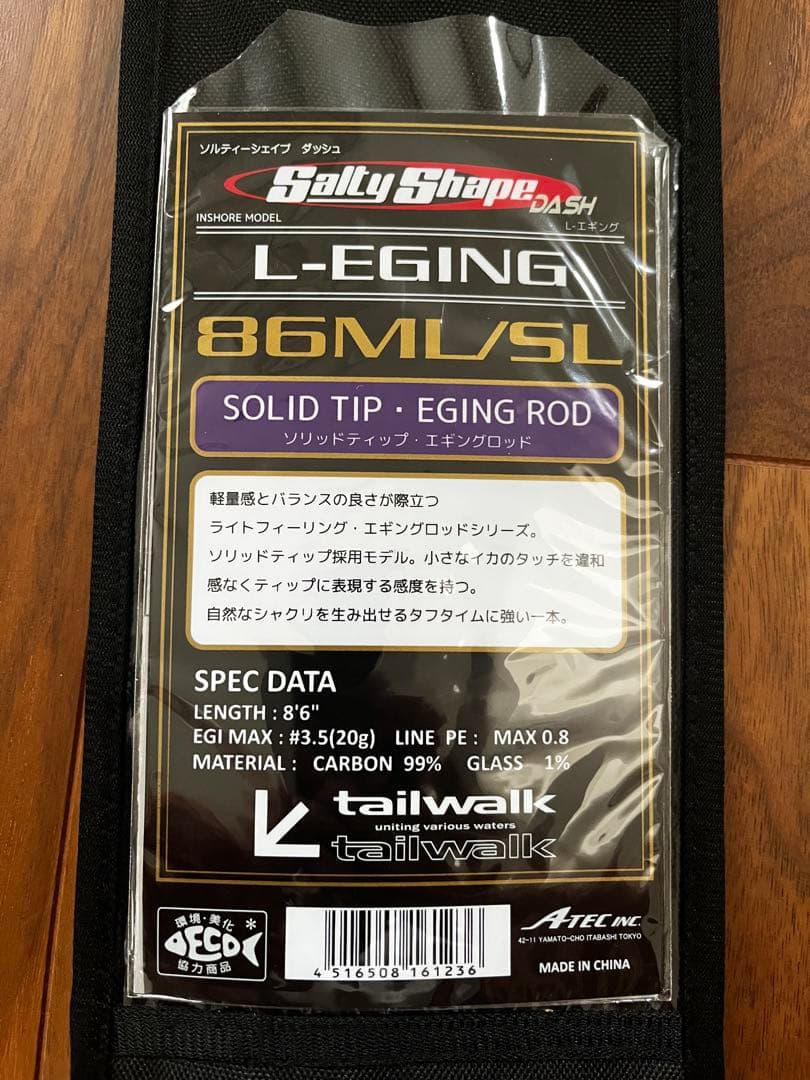 ソルティーシェイプ ダッシュ
Salty Shape DASH
INSHORE MODEL
L-エギング
L-EGING
86ML/SL
SOLID TIP・EGING ROD
ソリッドティップ・エギングロッド
軽量感とバランスの良さが際立つ
ライトフィーリング・エギングロッドシリーズ。
ソリッドティップ採用モデル。小さなイカのタッチを違和
感なくティップに表現する感度を持つ。
自然なシャクリを生み出せるタフタイムに強い一本。
SPEC DATA
LENGTH : 8'6"
EGI MAX : #3.5(20g) LINE PE : MAX 0.8
MATERIAL : CARBON 99% GLASS 1%
tailwalk
uniting various waters
tailwalk
環境・美化
ECO
協力商品
4 516508 161236
A-TEC INC.
42-11 YAMATO-CHO ITABASHI TOKYO
MADE IN CHINA